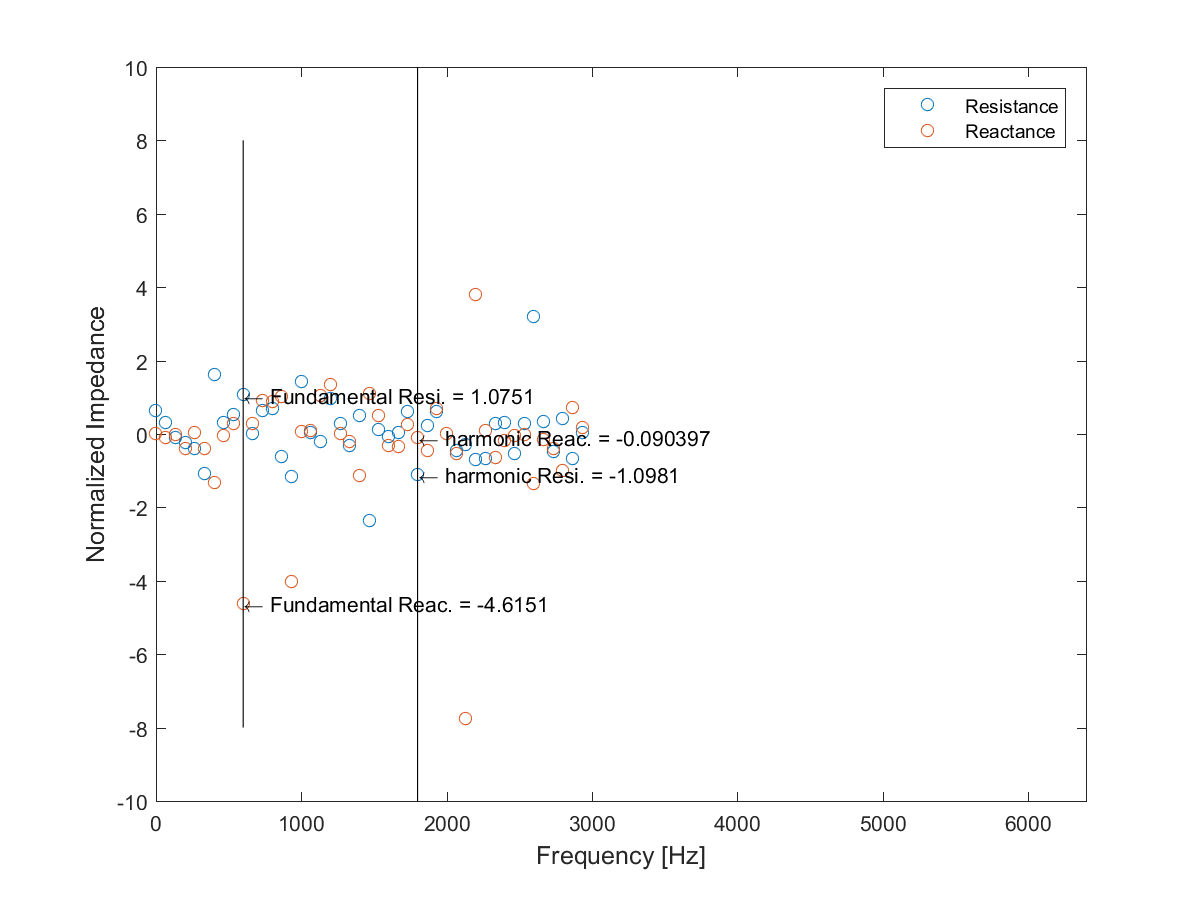 10
8
6
4
2
0
-2
-4
-6
-8
-10
Normalized Impedance
Resistance
Reactance
← Fundamental Resi. = 1.0751
← harmonic Reac. = -0.090397
← harmonic Resi. = -1.0981
← Fundamental Reac. = -4.6151
0 1000 2000 3000 4000 5000 6000
Frequency [Hz]